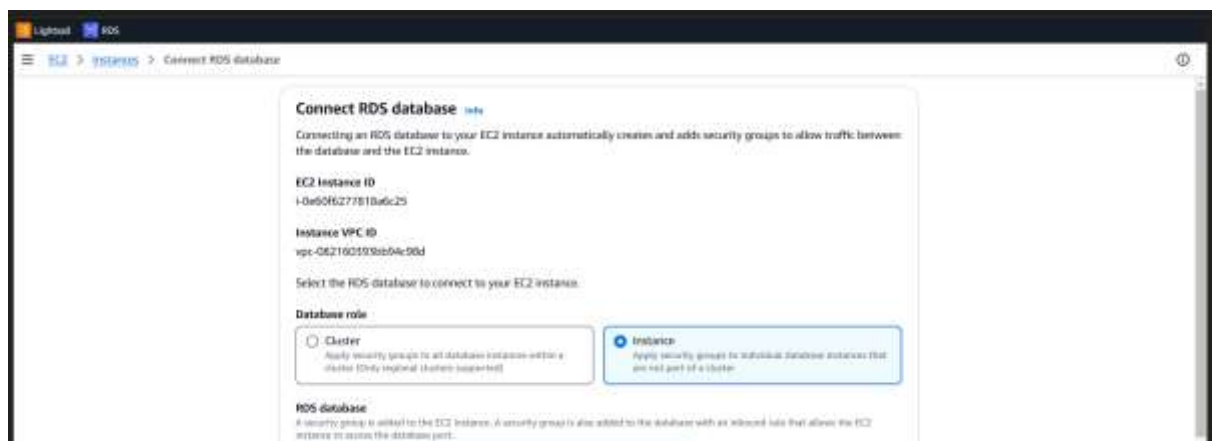 Lightsail RDS
EC2 > Instances > Connect RDS database
Connect RDS database Info
Connecting an RDS database to your EC2 instance automatically creates and adds security groups to allow traffic between
the database and the EC2 instance.
EC2 Instance ID
Instance VPC ID
Select the RDS database to connect to your EC2 instance.
Database role
Cluster
Apply security groups to all database instances within a
cluster (Only regional clusters supported)
Instance
Apply security groups to individual database instances that
are not part of a cluster
RDS database
A security group is added to the EC2 instance. A security group is also added to the database with an inbound rule that allows the EC2
instance to access the database port.